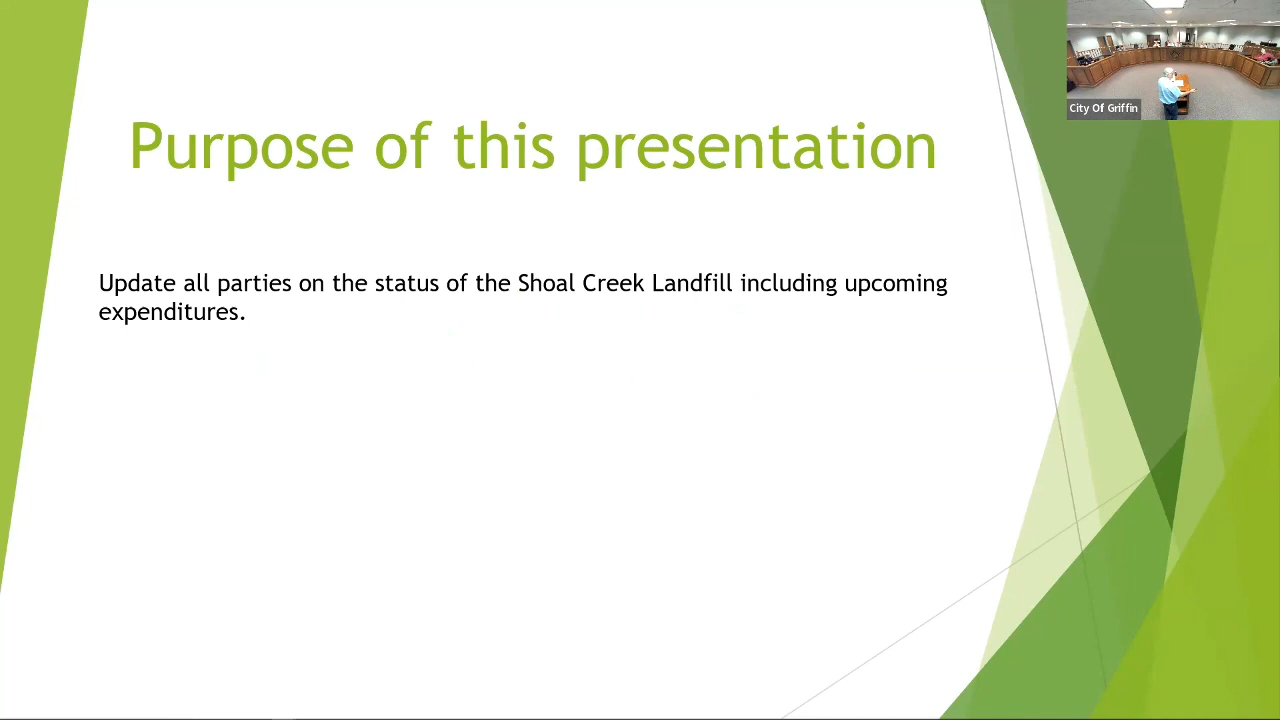 Purpose of this presentation
Update all parties on the status of the Shoal Creek Landfill including upcoming
expenditures.
City Of Griffin